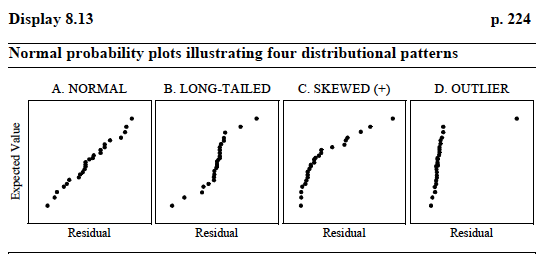 Display 8.13 p. 224
Normal probability plots illustrating four distributional patterns
A. NORMAL B. LONG-TAILED C. SKEWED (+) D. OUTLIER
Expected Value
Residual Residual Residual Residual